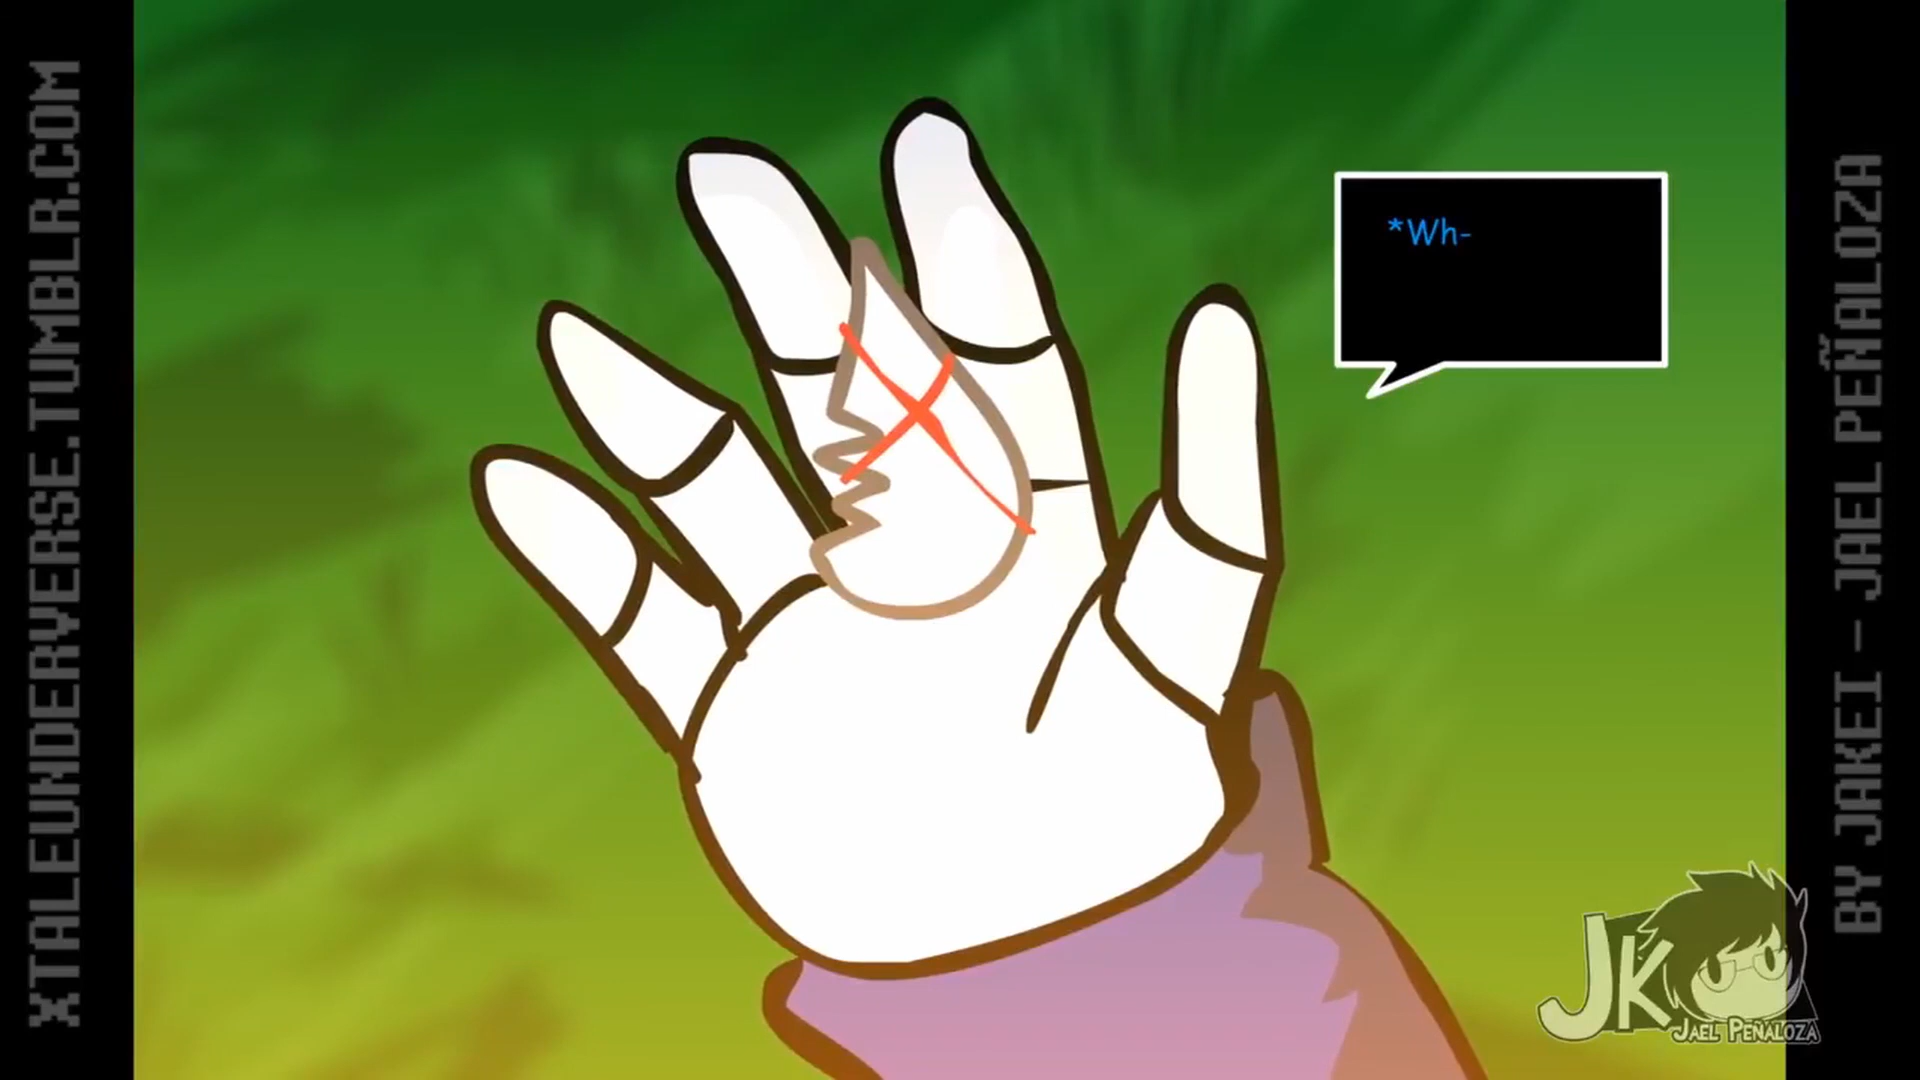 XTALEUNDERVERSE.TUMBLR.COM
*Wh-
BY JAKEI - JAEL PEÑALOZA
JK
JAEL PEÑALOZA